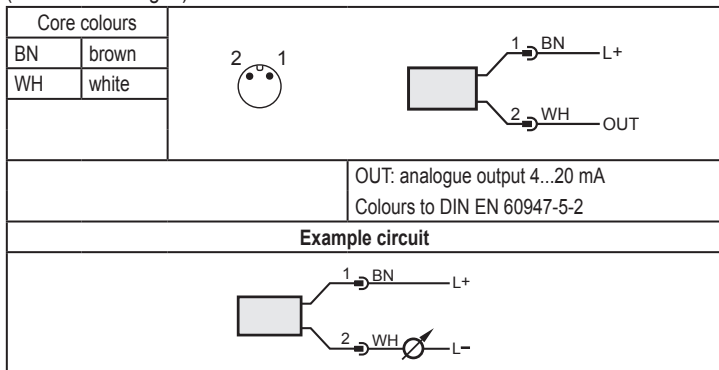 Core colours
BN brown
WH white
2 1
1 BN L+
2 WH OUT
OUT: analogue output 4...20 mA
Colours to DIN EN 60947-5-2
Example circuit
1 BN L+
2 WH L–